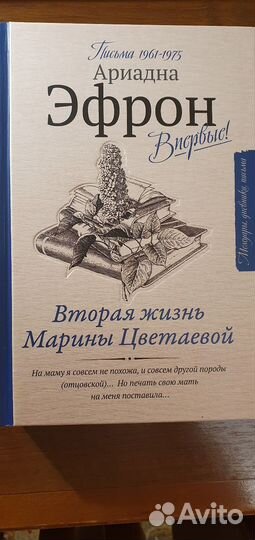 Письма 1961-1975
Ариадна
Эфрон
Впервые!
Мемуары, дневники, письма
Вторая жизнь
Марины Цветаевой
На маму я совсем не похожа, и совсем другой породы
(отцовской)... Но печать свою мать
на меня поставила...
Avito